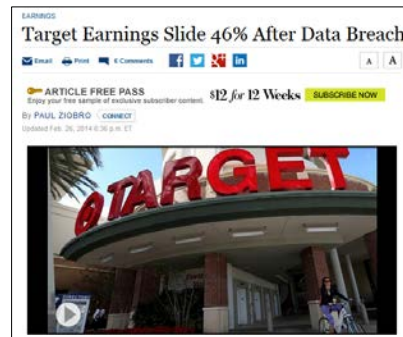 EARNINGS
Target Earnings Slide 46% After Data Breach
Email Print 6 Comments
A A
ARTICLE FREE PASS
Enjoy your free sample of exclusive subscriber content.
$12 for 12 Weeks SUBSCRIBE NOW
By PAUL ZIOBRO CONNECT
Updated Feb. 26, 2014 6:36 p.m. ET
TARGET